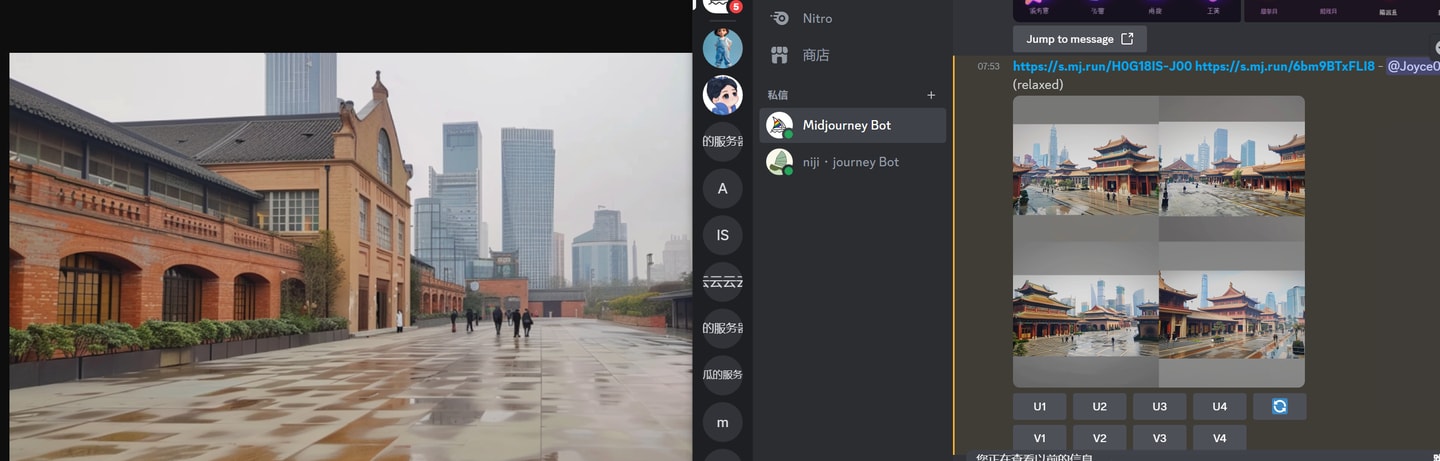 5
的服务器
A
IS
云云云
的服务器
瓜的服务
m
Nitro
商店
私信
+
Midjourney Bot
niji・journey Bot
Jump to message
07:53 https://s.mj.run/H0G18IS-J00 https://s.mj.run/6bm9BTxFLI8 - @Joyce0
(relaxed)
U1 U2 U3 U4
V1 V2 V3 V4
您正在查看以前的信息